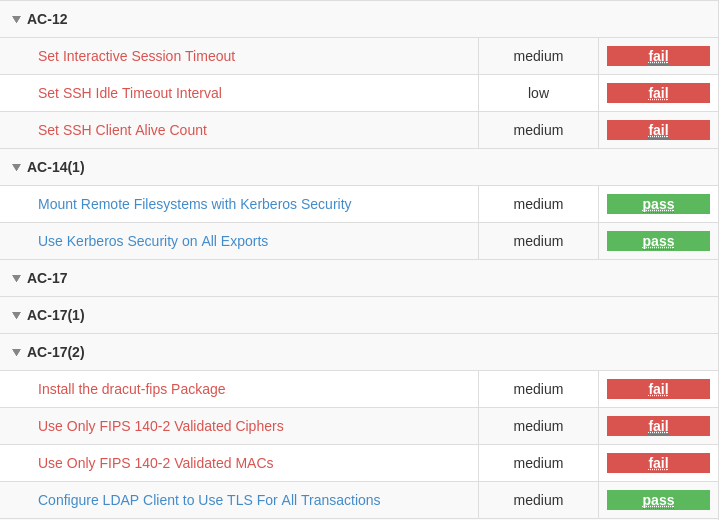 AC-12
Set Interactive Session Timeout medium fail
Set SSH Idle Timeout Interval low fail
Set SSH Client Alive Count medium fail
AC-14(1)
Mount Remote Filesystems with Kerberos Security medium pass
Use Kerberos Security on All Exports medium pass
AC-17
AC-17(1)
AC-17(2)
Install the dracut-fips Package medium fail
Use Only FIPS 140-2 Validated Ciphers medium fail
Use Only FIPS 140-2 Validated MACs medium fail
Configure LDAP Client to Use TLS For All Transactions medium pass